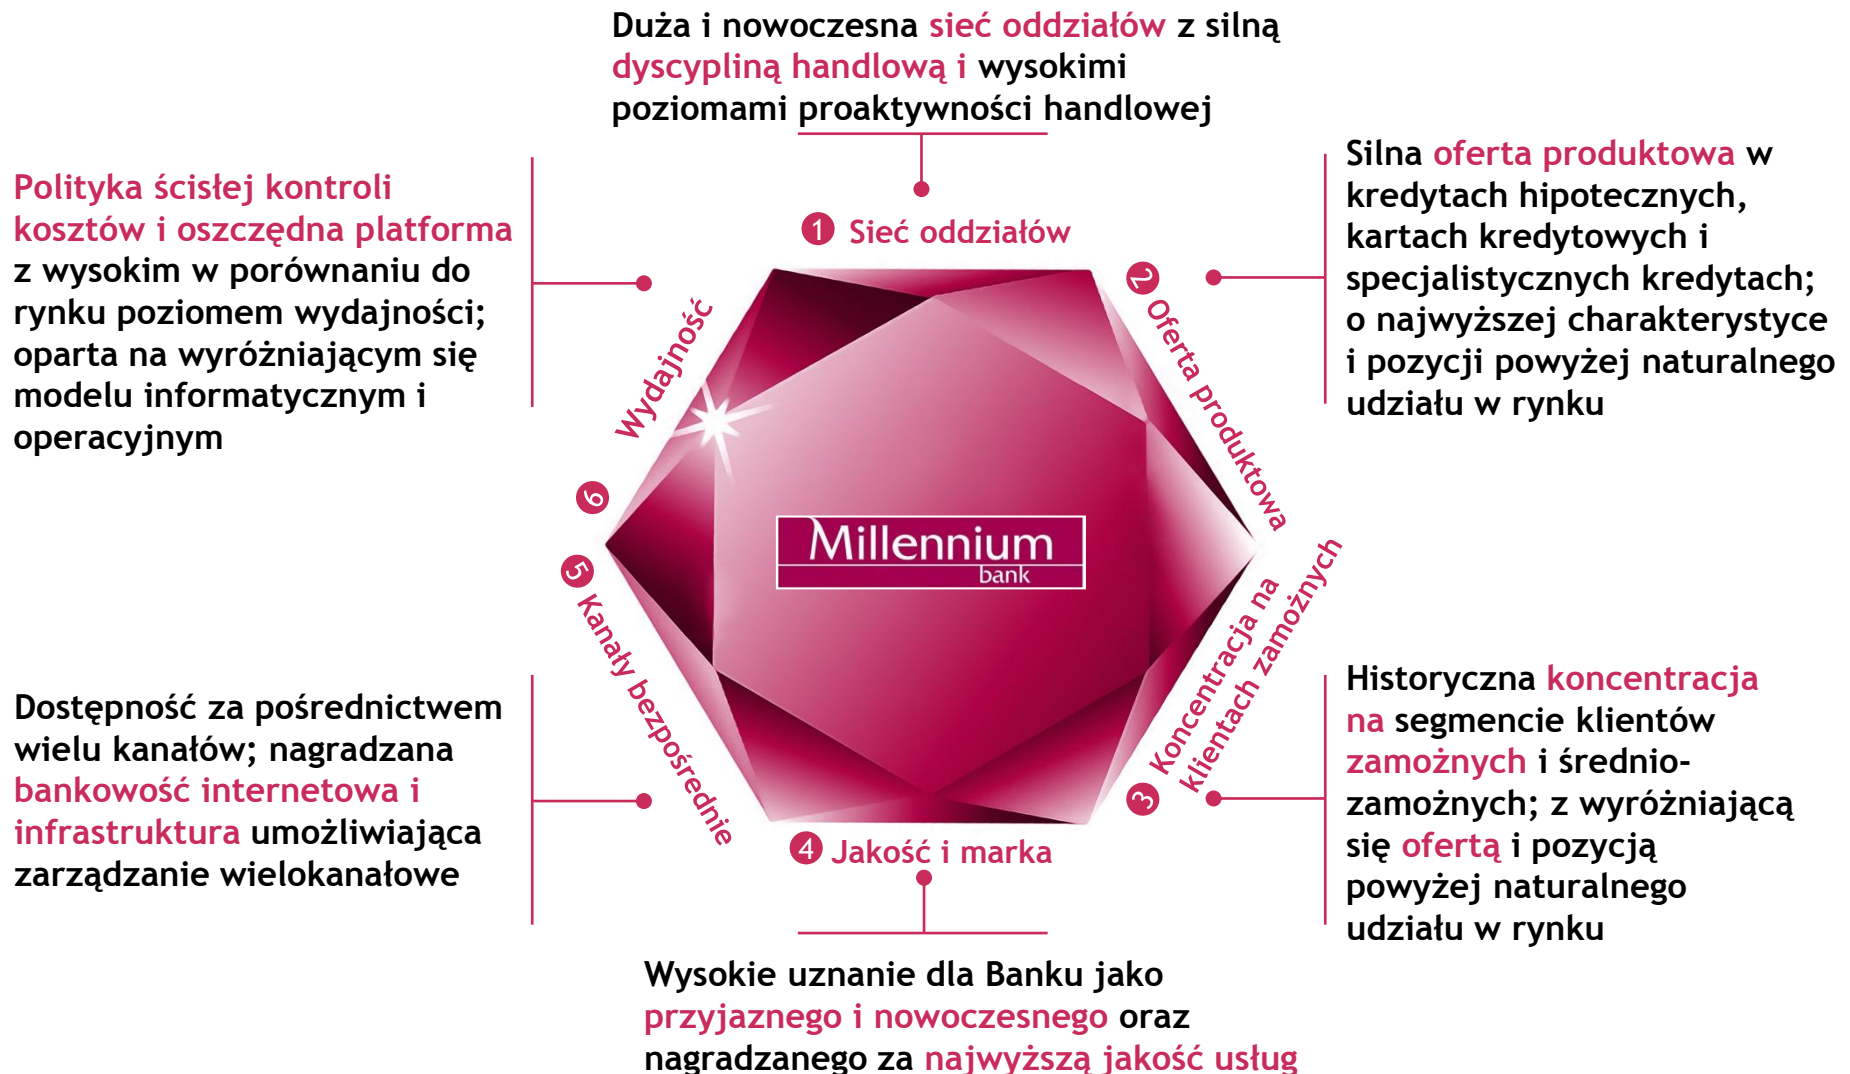 Duża i nowoczesna sieć oddziałów z silną
dyscypliną handlową i wysokimi
poziomami proaktywności handlowej
1 Sieć oddziałów
Silna oferta produktowa w
kredytach hipotecznych,
kartach kredytowych i
specjalistycznych kredytach;
o najwyższej charakterystyce
i pozycji powyżej naturalnego
udziału w rynku
2 Oferta produktowa
Historyczna koncentracja
na segmencie klientów
zamożnych i średnio-
zamożnych; z wyróżniającą
się ofertą i pozycją
powyżej naturalnego
udziału w rynku
3 Koncentracja na
klientach zamożnych
4 Jakość i marka
Wysokie uznanie dla Banku jako
przyjaznego i nowoczesnego oraz
nagradzanego za najwyższą jakość usług
5 Kanały bezpośrednie
Dostępność za pośrednictwem
wielu kanałów; nagradzana
bankowość internetowa i
infrastruktura umożliwiająca
zarządzanie wielokanałowe
6 Wydajność
Polityka ścisłej kontroli
kosztów i oszczędna platforma
z wysokim w porównaniu do
rynku poziomem wydajności;
oparta na wyróżniającym się
modelu informatycznym i
operacyjnym
Millennium
bank